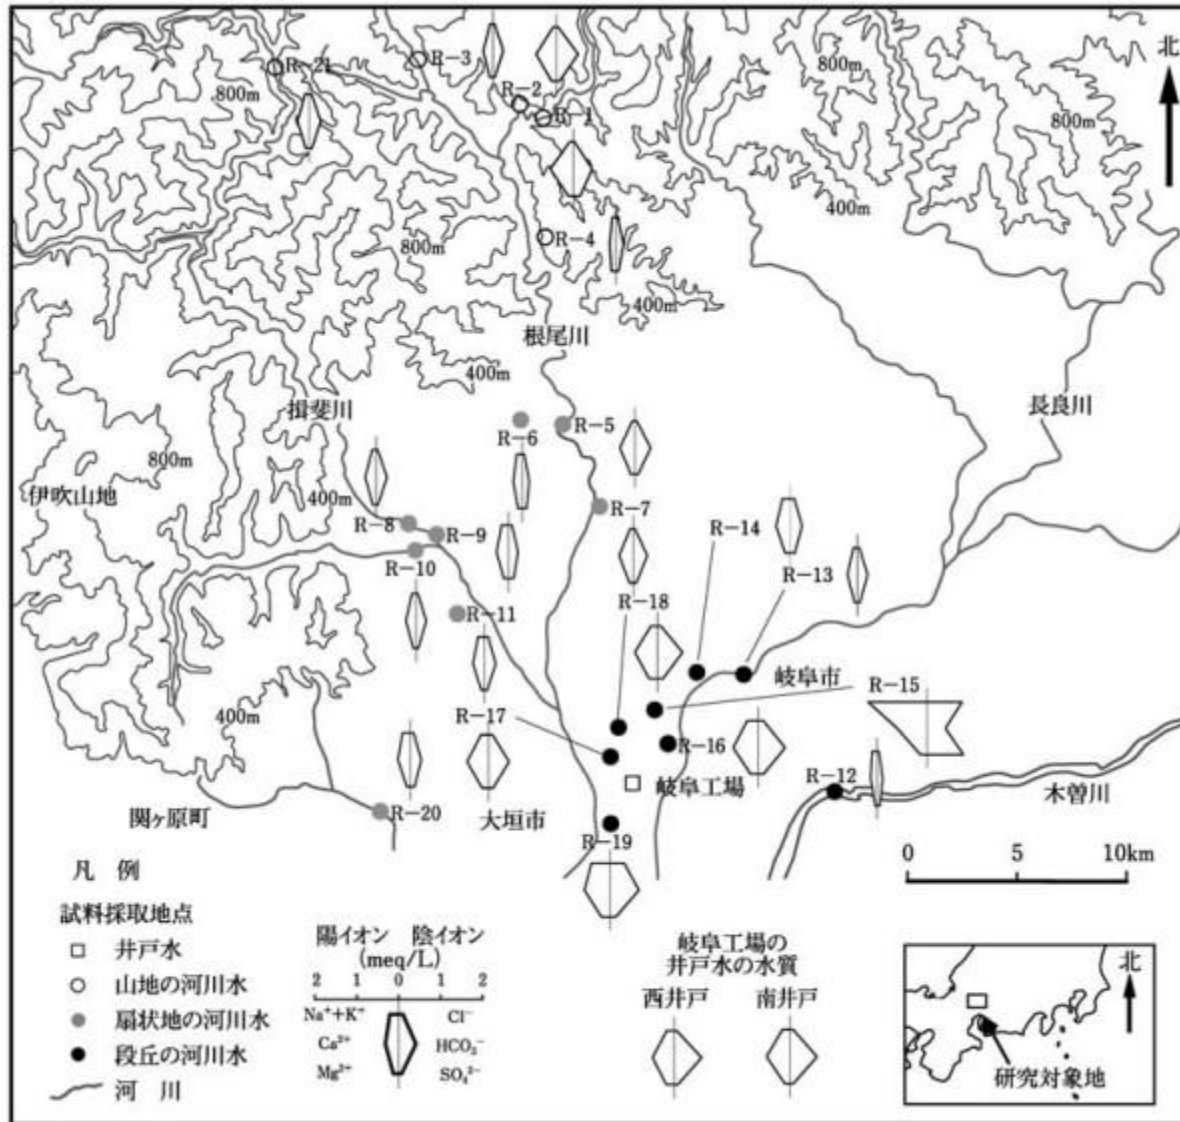 北
R-21
R-3
800m
800m
R-2
R-1
800m
400m
R-4
800m
400m
根尾川
400m
揖斐川
長良川
R-6
R-5
800m
400m
伊吹山地
R-7
R-8
R-9
R-14
R-10
R-13
R-18
R-11
岐阜市
R-15
400m
R-17
R-16
岐阜工場
R-12
木曽川
関ヶ原町
R-20
大垣市
R-19
0 5 10km
凡 例
試料採取地点
井戸水
山地の河川水
扇状地の河川水
段丘の河川水
河 川
陽イオン 陰イオン
(meq/L)
2 1 0 1 2
Na⁺+K⁺ Cl⁻
Ca²⁺ HCO₃⁻
Mg²⁺ SO₄²⁻
岐阜工場の
井戸水の水質
西井戸 南井戸
北
研究対象地